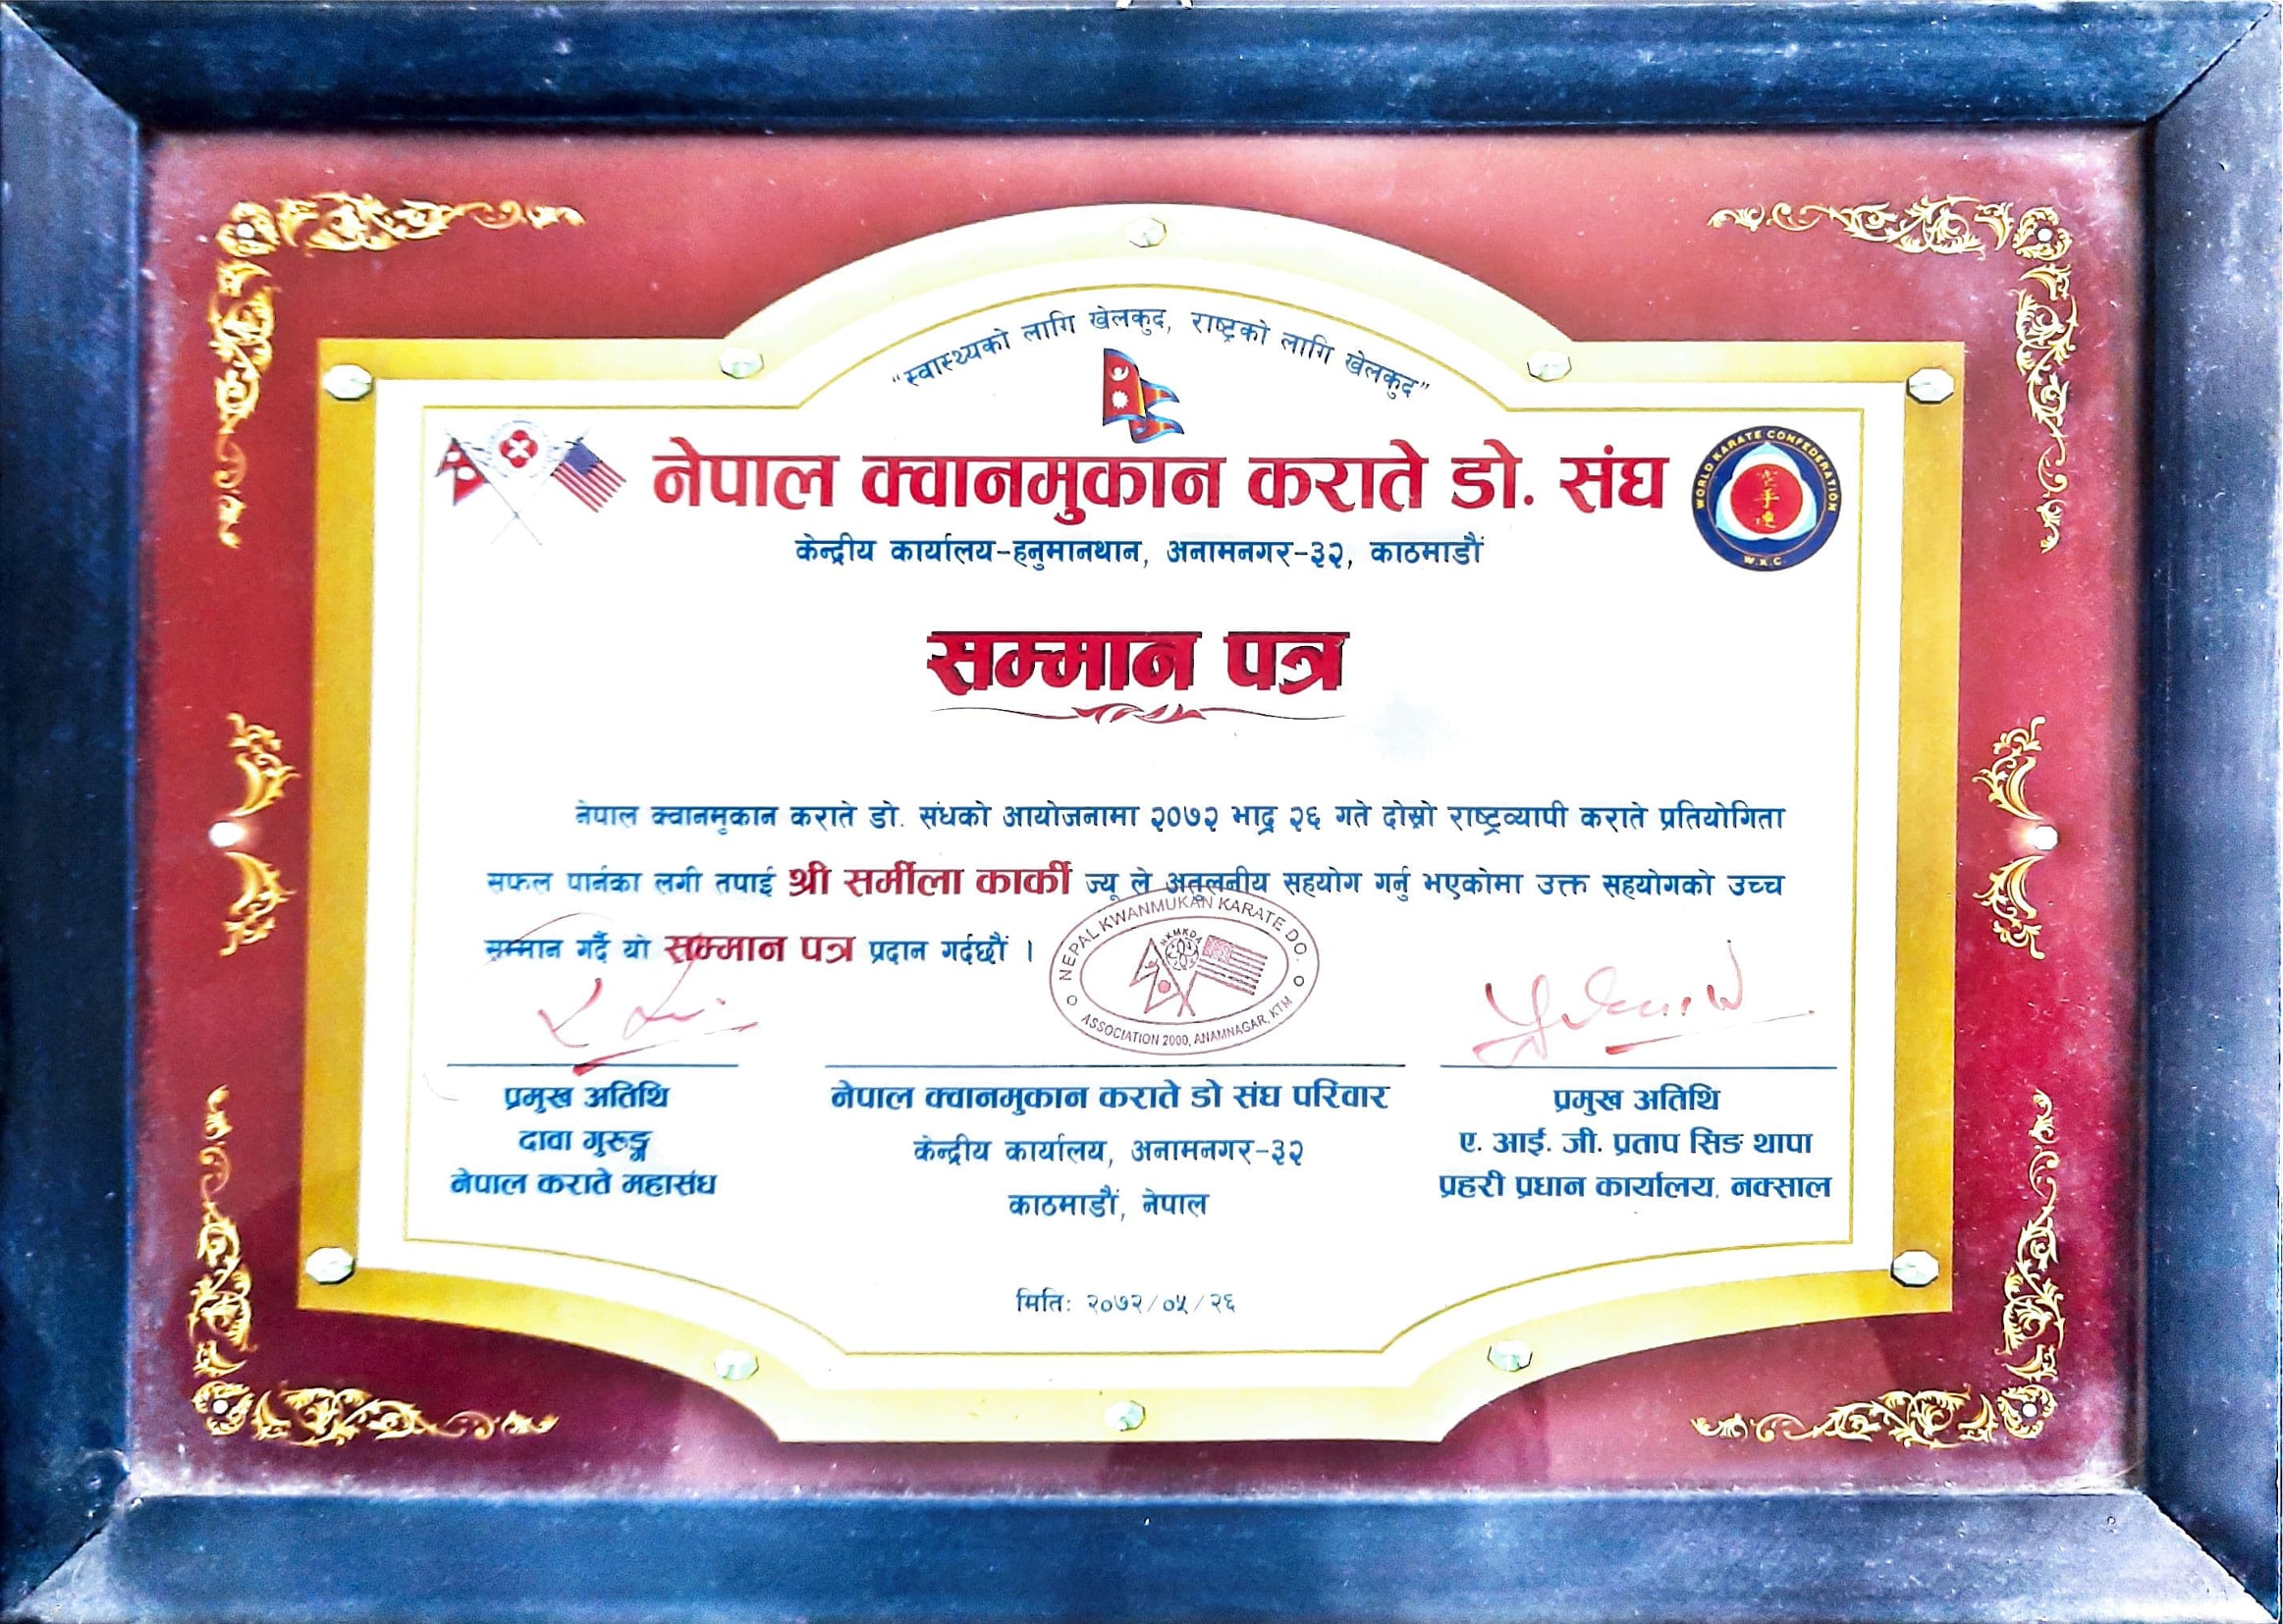 "स्वास्थ्यको लागि खेलकुद, राष्ट्रको लागि खेलकुद"
नेपाल क्वानमुकान कराते डो. संघ
WORLD KARATE CONFEDERATION
空手道
W.K.C.
केन्द्रीय कार्यालय-हनुमानथान, अनामनगर-३२, काठमाडौं
सम्मान पत्र
नेपाल क्वानमुकान कराते डो. संघको आयोजनामा २०७२ भाद्र २६ गते दोस्रो राष्ट्रव्यापी कराते प्रतियोगिता
सफल पार्नका लगी तपाई श्री सर्मीला कार्की ज्यू ले अतुलनीय सहयोग गर्नु भएकोमा उक्त सहयोगको उच्च
सम्मान गर्दै यो सम्मान पत्र प्रदान गर्दछौं ।
NEPAL KWANMUKAN KARATE DO.
NKMKDA
ASSOCIATION 2000, ANAMNAGAR, KTM
प्रमुख अतिथि
दावा गुरुङ्ग
नेपाल कराते महासंघ
नेपाल क्वानमुकान कराते डो संघ परिवार
केन्द्रीय कार्यालय, अनामनगर-३२
काठमाडौं, नेपाल
प्रमुख अतिथि
ए. आई. जी. प्रताप सिङ थापा
प्रहरी प्रधान कार्यालय, नक्साल
मितिः २०७२/०५/२६